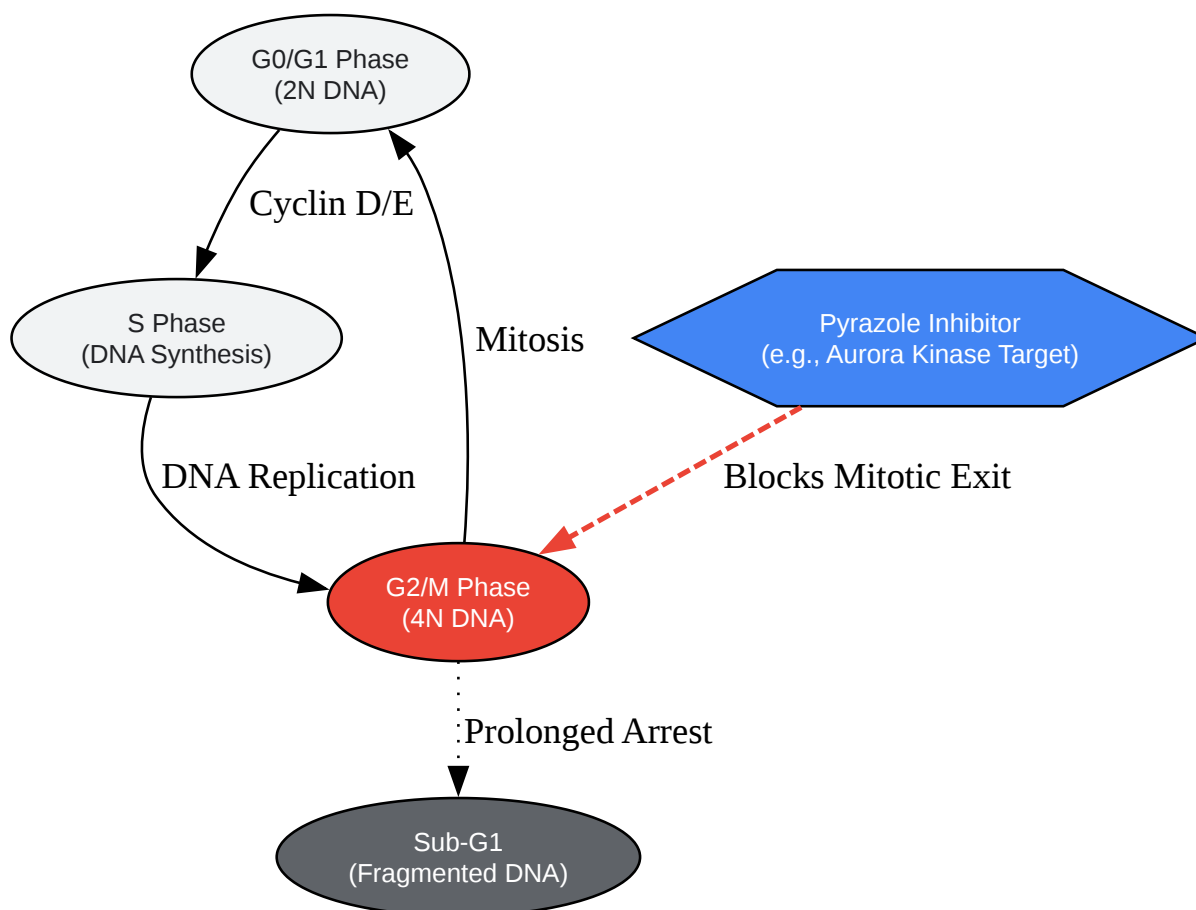 G0/G1 Phase
(2N DNA)
Cyclin D/E
S Phase
(DNA Synthesis)
Mitosis
Pyrazole Inhibitor
(e.g., Aurora Kinase Target)
DNA Replication
Blocks Mitotic Exit
G2/M Phase
(4N DNA)
Prolonged Arrest
Sub-G1
(Fragmented DNA)